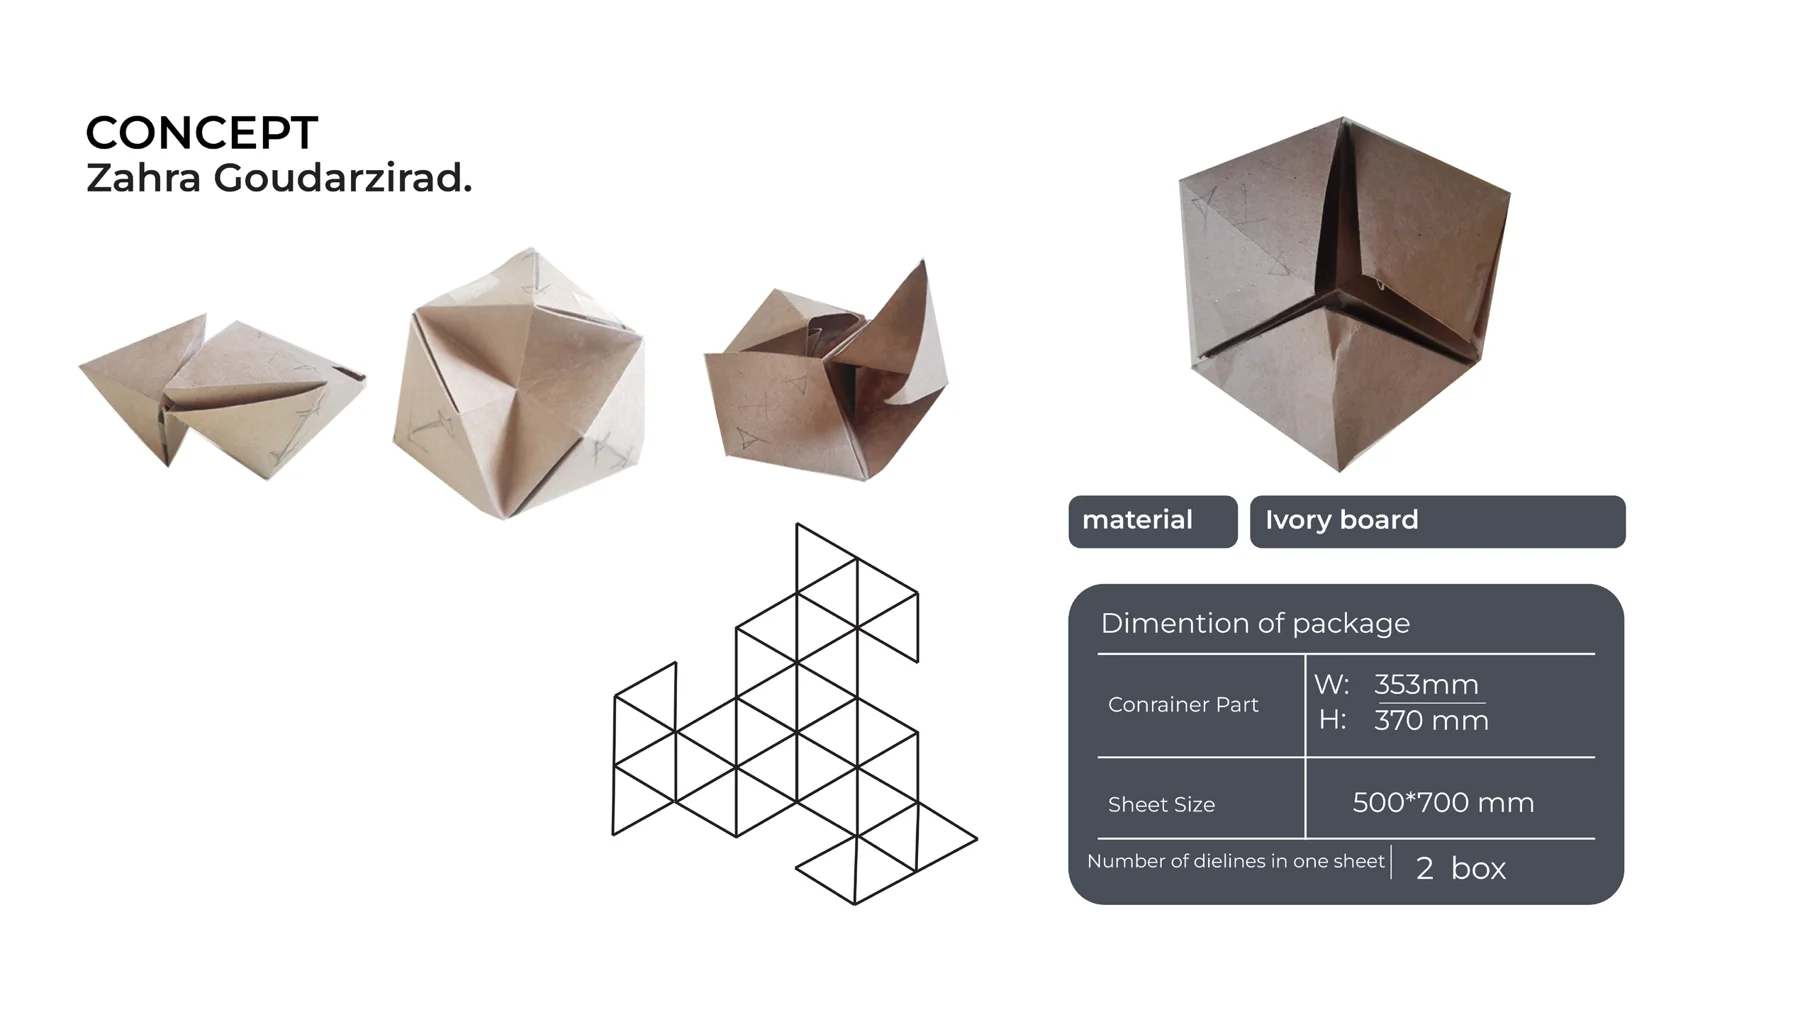 CONCEPT
Zahra Goudarzirad.
material
Ivory board
Dimention of package
Conrainer Part
W: 353mm
H: 370 mm
Sheet Size
500*700 mm
Number of dielines in one sheet
2 box